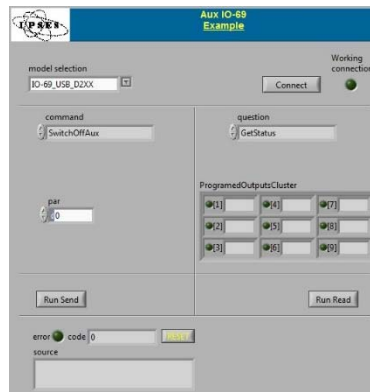 IPSES
Aux IO-69
Example
model selection
IO-69_USB_D2XX
Connect
Working
connection
command
SwitchOffAux
question
GetStatus
par
0
ProgramedOutputsCluster
[1] [4] [7]
[2] [5] [8]
[3] [6] [9]
Run Send
Run Read
error code 0
source